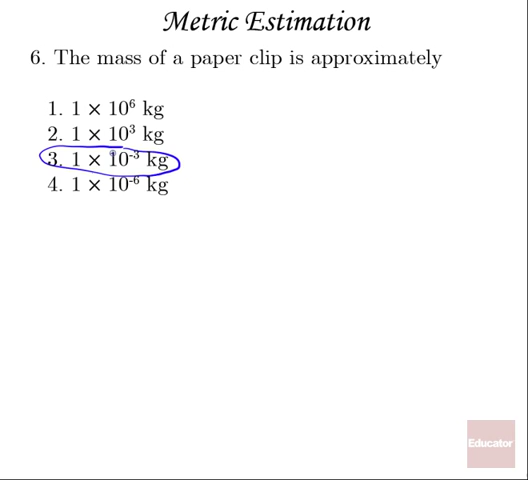 Metric Estimation
6. The mass of a paper clip is approximately
1. 1 × 10⁶ kg
2. 1 × 10³ kg
3. 1 × 10⁻³ kg
4. 1 × 10⁻⁶ kg
Educator